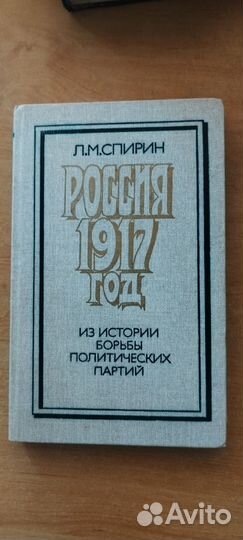 Л.М.СПИРИН
РОССИЯ
1917
ГОД
ИЗ ИСТОРИИ
БОРЬБЫ
ПОЛИТИЧЕСКИХ
ПАРТИЙ
Avito